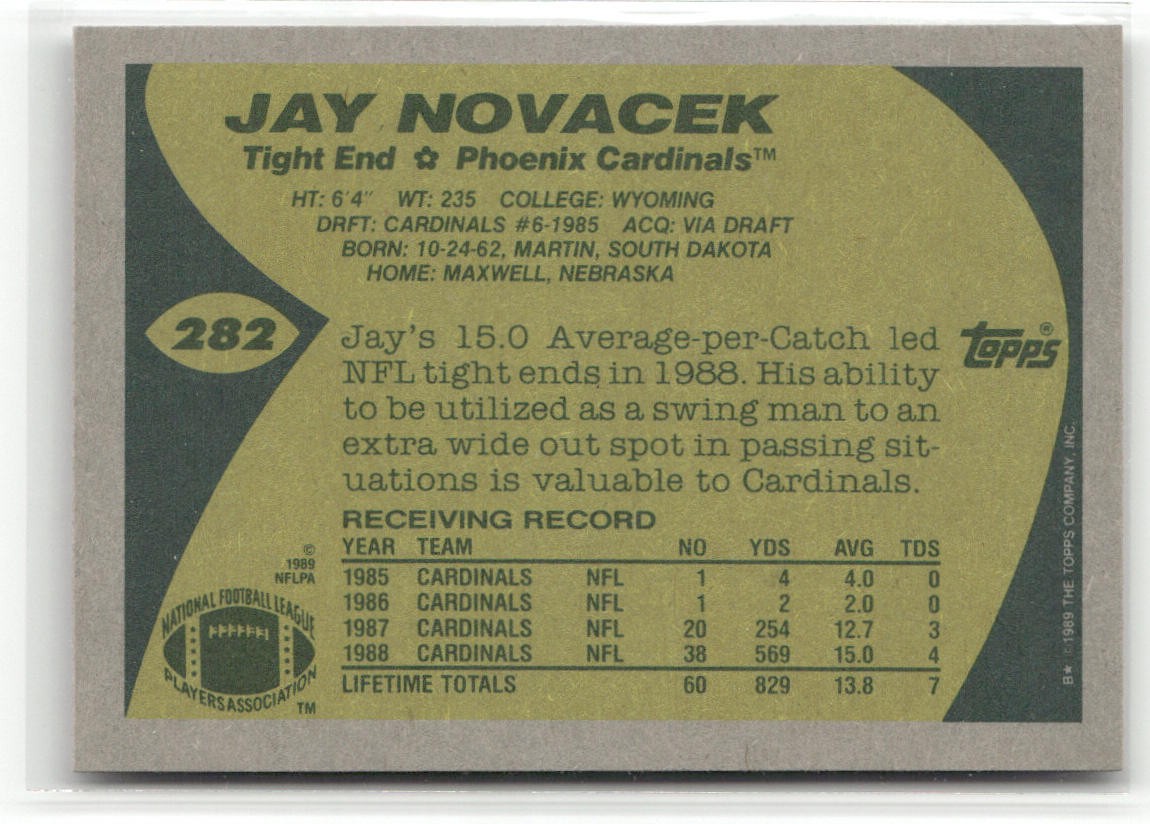 JAY NOVACEK
Tight End ✿ Phoenix Cardinals™
HT: 6'4" WT: 235 COLLEGE: WYOMING
DRFT: CARDINALS #6-1985 ACQ: VIA DRAFT
BORN: 10-24-62, MARTIN, SOUTH DAKOTA
HOME: MAXWELL, NEBRASKA
282
Jay's 15.0 Average-per-Catch led
NFL tight ends in 1988. His ability
to be utilized as a swing man to an
extra wide out spot in passing sit-
uations is valuable to Cardinals.
topps®
RECEIVING RECORD
YEAR TEAM NO YDS AVG TDS
1985 CARDINALS NFL 1 4 4.0 0
1986 CARDINALS NFL 1 2 2.0 0
1987 CARDINALS NFL 20 254 12.7 3
1988 CARDINALS NFL 38 569 15.0 4
LIFETIME TOTALS 60 829 13.8 7
©
1989
NFLPA
NATIONAL FOOTBALL LEAGUE
PLAYERS ASSOCIATION
TM
B★ ©1989 THE TOPPS COMPANY, INC.